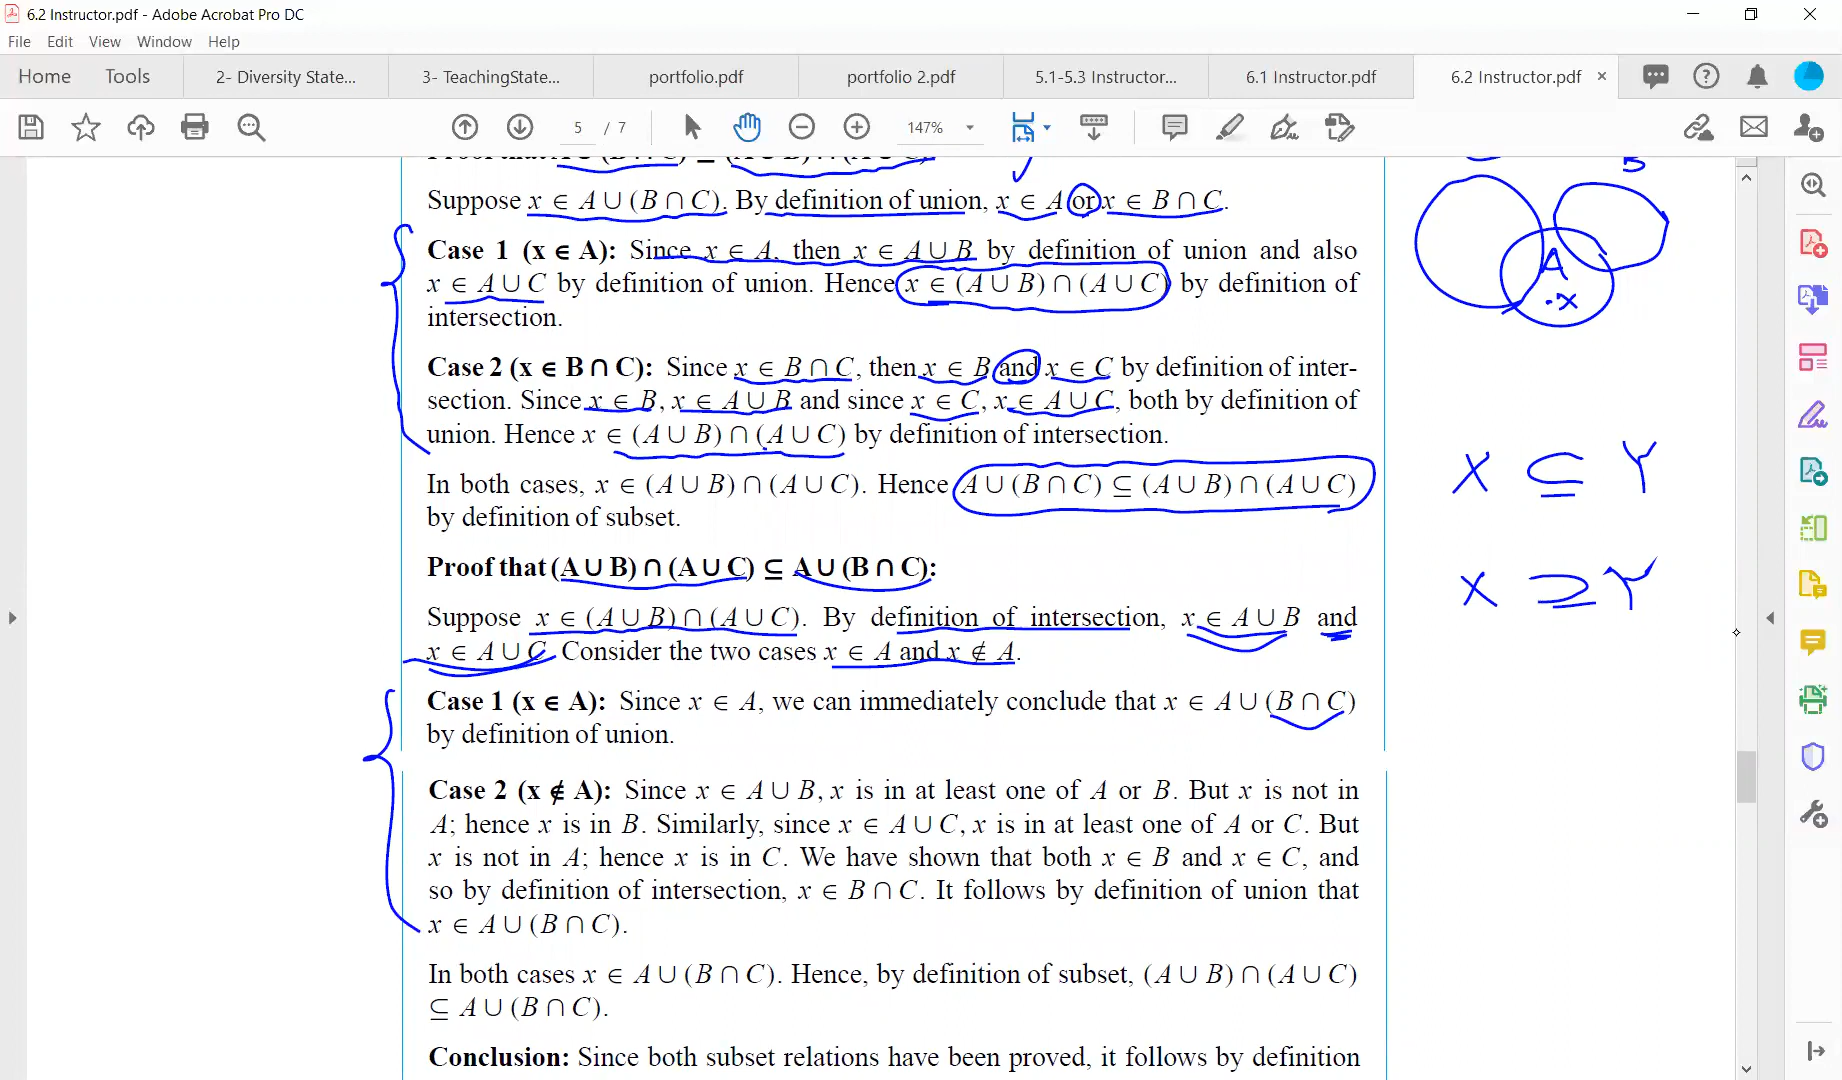 6.2 Instructor.pdf - Adobe Acrobat Pro DC
File Edit View Window Help
Home Tools 2- Diversity State... 3- TeachingState... portfolio.pdf portfolio 2.pdf 5.1-5.3 Instructor... 6.1 Instructor.pdf 6.2 Instructor.pdf ×
5 / 7 147%
Proof that A ∪ (B ∩ C) ⊆ (A ∪ B) ∩ (A ∪ C)
B
Suppose x ∈ A ∪ (B ∩ C). By definition of union, x ∈ A or x ∈ B ∩ C.
Case 1 (x ∈ A): Since x ∈ A, then x ∈ A ∪ B by definition of union and also
x ∈ A ∪ C by definition of union. Hence x ∈ (A ∪ B) ∩ (A ∪ C) by definition of
intersection.
A
·x
Case 2 (x ∈ B ∩ C): Since x ∈ B ∩ C, then x ∈ B and x ∈ C by definition of inter-
section. Since x ∈ B, x ∈ A ∪ B and since x ∈ C, x ∈ A ∪ C, both by definition of
union. Hence x ∈ (A ∪ B) ∩ (A ∪ C) by definition of intersection.
In both cases, x ∈ (A ∪ B) ∩ (A ∪ C). Hence A ∪ (B ∩ C) ⊆ (A ∪ B) ∩ (A ∪ C)
by definition of subset.
X ⊆ Y
Proof that (A ∪ B) ∩ (A ∪ C) ⊆ A ∪ (B ∩ C):
X ⊇ Y
Suppose x ∈ (A ∪ B) ∩ (A ∪ C). By definition of intersection, x ∈ A ∪ B and
x ∈ A ∪ C. Consider the two cases x ∈ A and x ∉ A.
Case 1 (x ∈ A): Since x ∈ A, we can immediately conclude that x ∈ A ∪ (B ∩ C)
by definition of union.
Case 2 (x ∉ A): Since x ∈ A ∪ B, x is in at least one of A or B. But x is not in
A; hence x is in B. Similarly, since x ∈ A ∪ C, x is in at least one of A or C. But
x is not in A; hence x is in C. We have shown that both x ∈ B and x ∈ C, and
so by definition of intersection, x ∈ B ∩ C. It follows by definition of union that
x ∈ A ∪ (B ∩ C).
In both cases x ∈ A ∪ (B ∩ C). Hence, by definition of subset, (A ∪ B) ∩ (A ∪ C)
⊆ A ∪ (B ∩ C).
Conclusion: Since both subset relations have been proved, it follows by definition